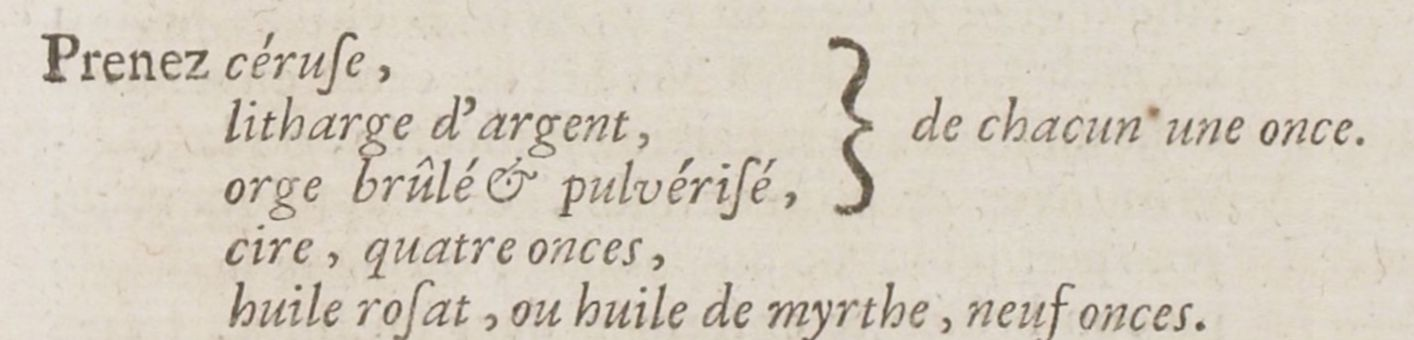 Prenez céruſe,
litharge d'argent,
orge brûlé & pulvériſé, } de chacun une once.
cire, quatre onces,
huile roſat, ou huile de myrthe, neuf onces.